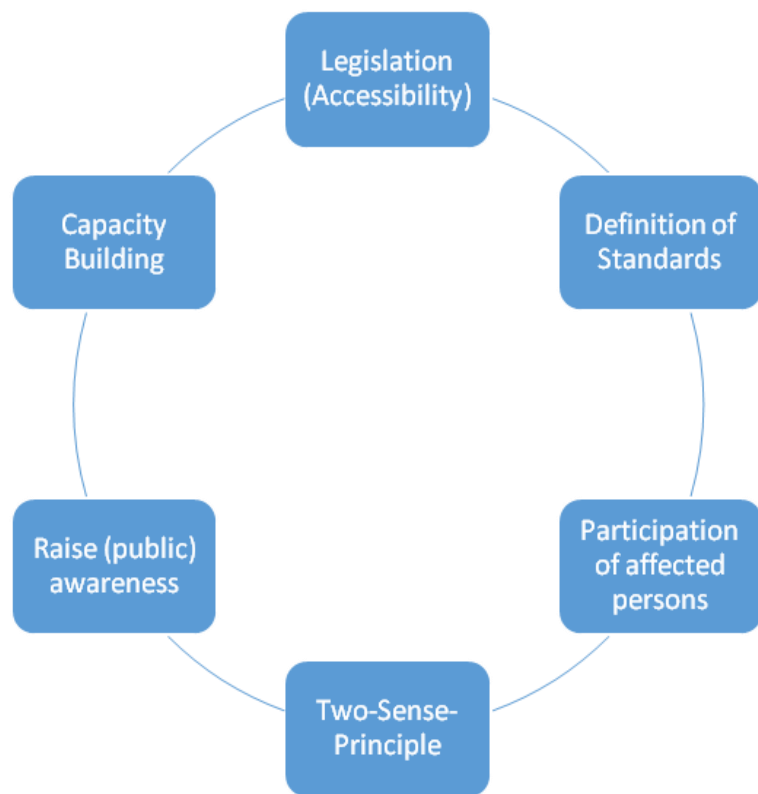 Legislation
(Accessibility)
Definition of
Standards
Participation
of affected
persons
Two-Sense-
Principle
Raise (public)
awareness
Capacity
Building